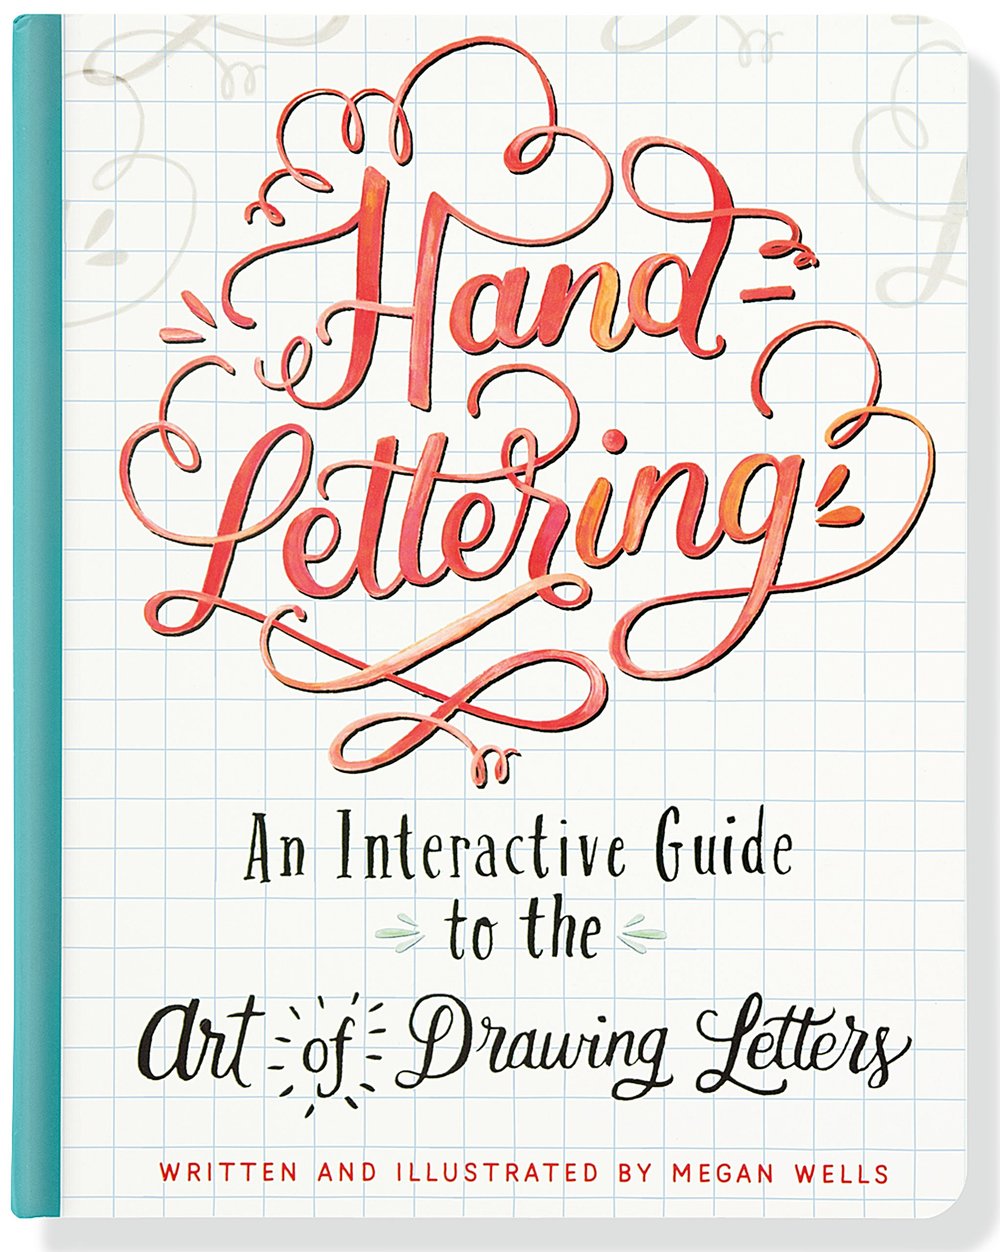 Hand
Lettering
An Interactive Guide
to the
Art of Drawing Letters
WRITTEN AND ILLUSTRATED BY MEGAN WELLS